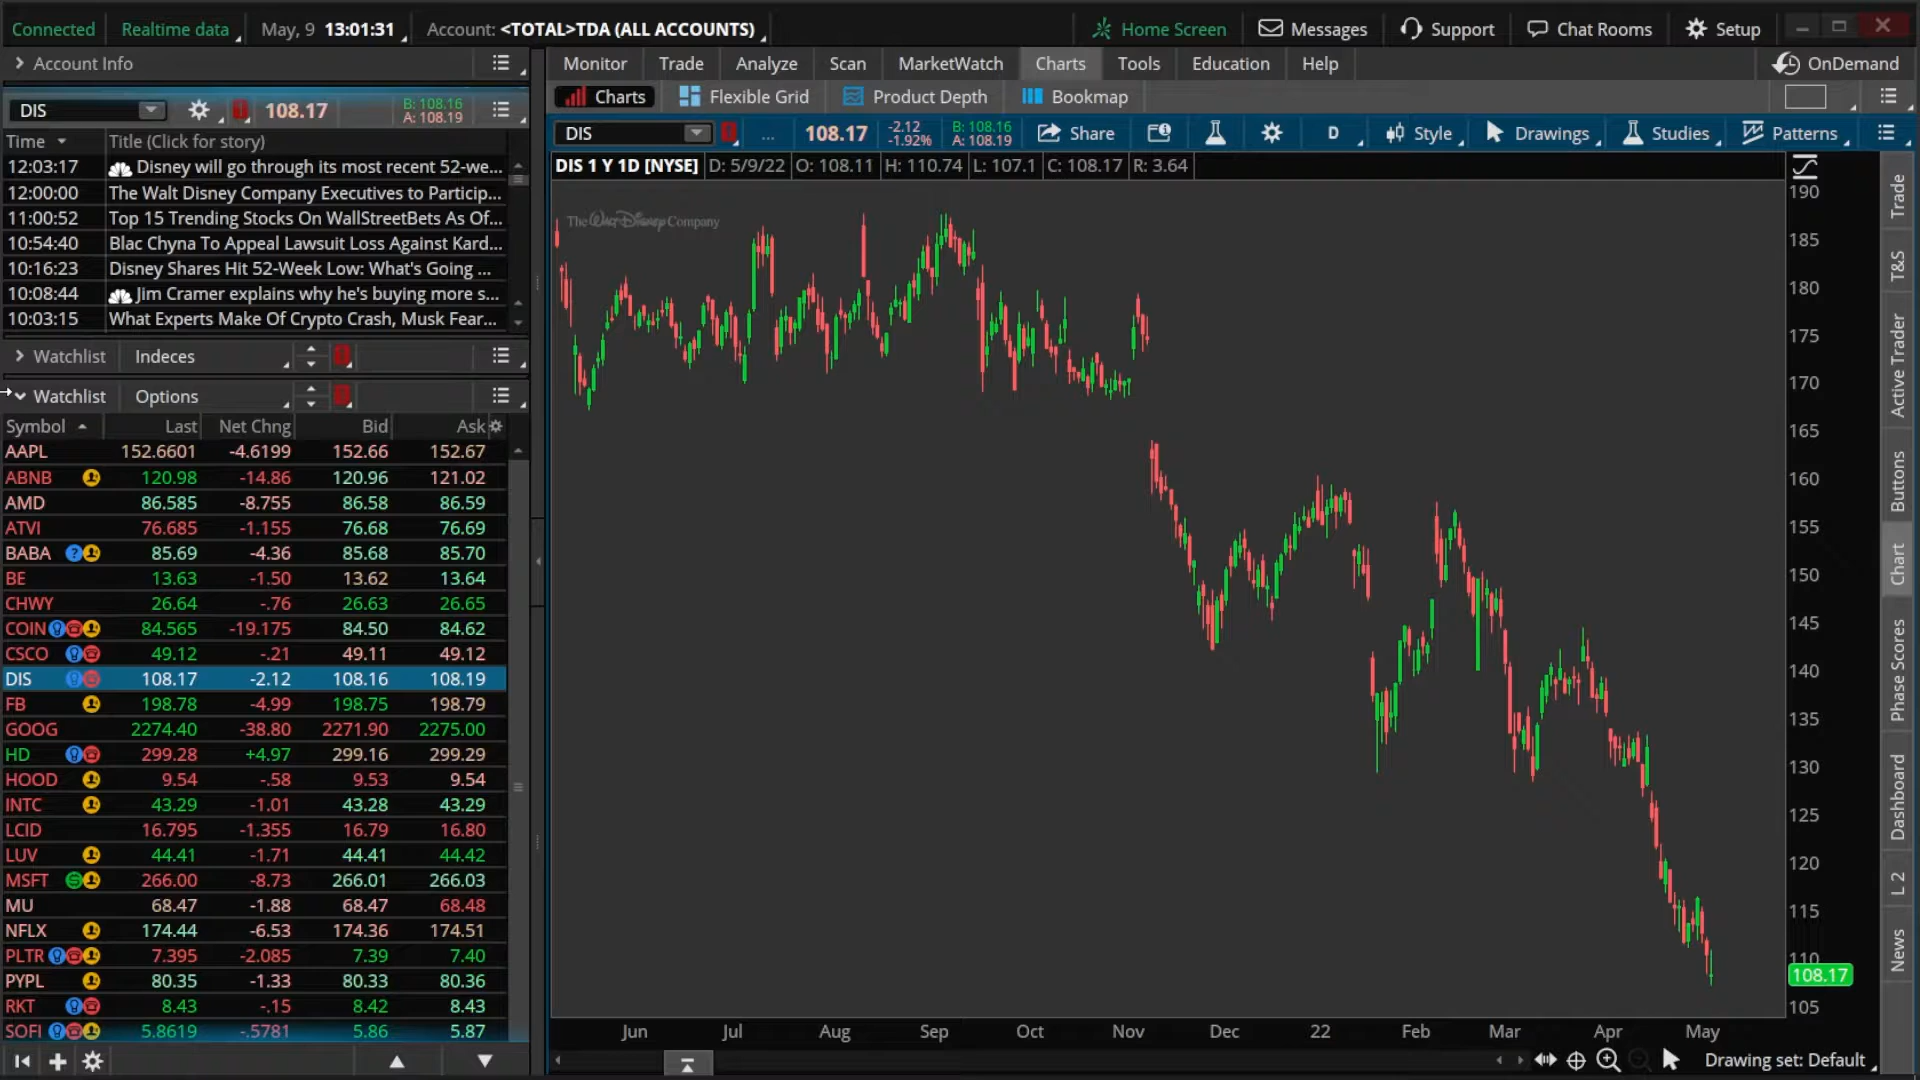 Connected Realtime data May, 9 13:01:31 Account: <TOTAL>TDA (ALL ACCOUNTS) Home Screen Messages Support Chat Rooms Setup
Account Info
Monitor Trade Analyze Scan MarketWatch Charts Tools Education Help OnDemand
Charts Flexible Grid Product Depth Bookmap
DIS 108.17 B: 108.16 A: 108.19
DIS ... 108.17 -2.12 -1.92% B: 108.16 A: 108.19 Share D Style Drawings Studies Patterns
Time Title (Click for story)
12:03:17 Disney will go through its most recent 52-we...
12:00:00 The Walt Disney Company Executives to Particip...
11:00:52 Top 15 Trending Stocks On WallStreetBets As Of...
10:54:40 Blac Chyna To Appeal Lawsuit Loss Against Kard...
10:16:23 Disney Shares Hit 52-Week Low: What's Going ...
10:08:44 Jim Cramer explains why he's buying more s...
10:03:15 What Experts Make Of Crypto Crash, Musk Fear...
Watchlist Indeces
Watchlist Options
Symbol Last Net Chng Bid Ask
AAPL 152.6601 -4.6199 152.66 152.67
ABNB 120.98 -14.86 120.96 121.02
AMD 86.585 -8.755 86.58 86.59
ATVI 76.685 -1.155 76.68 76.69
BABA 85.69 -4.36 85.68 85.70
BE 13.63 -1.50 13.62 13.64
CHWY 26.64 -.76 26.63 26.65
COIN 84.565 -19.175 84.50 84.62
CSCO 49.12 -.21 49.11 49.12
DIS 108.17 -2.12 108.16 108.19
FB 198.78 -4.99 198.75 198.79
GOOG 2274.40 -38.80 2271.90 2275.00
HD 299.28 +4.97 299.16 299.29
HOOD 9.54 -.58 9.53 9.54
INTC 43.29 -1.01 43.28 43.29
LCID 16.795 -1.355 16.79 16.80
LUV 44.41 -1.71 44.41 44.42
MSFT 266.00 -8.73 266.01 266.03
MU 68.47 -1.88 68.47 68.48
NFLX 174.44 -6.53 174.36 174.51
PLTR 7.395 -2.085 7.39 7.40
PYPL 80.35 -1.33 80.33 80.36
RKT 8.43 -.15 8.42 8.43
SOFI 5.8619 -.5781 5.86 5.87
DIS 1 Y 1D [NYSE] D: 5/9/22 O: 108.11 H: 110.74 L: 107.1 C: 108.17 R: 3.64
The Walt Disney Company
190
185
180
175
170
165
160
155
150
145
140
135
130
125
120
115
110
108.17
105
Jun Jul Aug Sep Oct Nov Dec 22 Feb Mar Apr May
Drawing set: Default
Trade
T&S
Active Trader
Buttons
Chart
Phase Scores
Dashboard
L 2
News